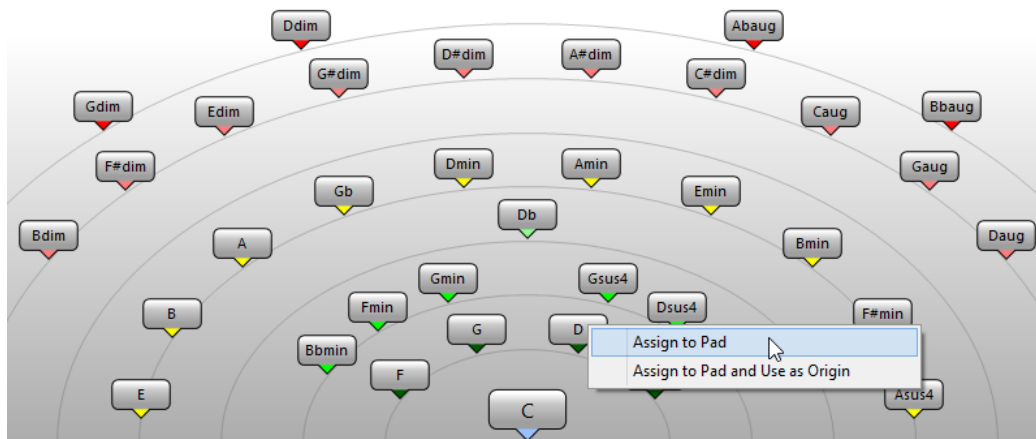 Ddim
Abaug
D#dim
A#dim
G#dim
C#dim
Gdim
Edim
Caug
Bbaug
F#dim
Dmin
Amin
Gaug
Gb
Emin
Db
Bdim
A
Bmin
Daug
Gmin
Gsus4
Fmin
Dsus4
B
F#min
G
D
Assign to Pad
Bbmin
F
Assign to Pad and Use as Origin
E
C
Asus4